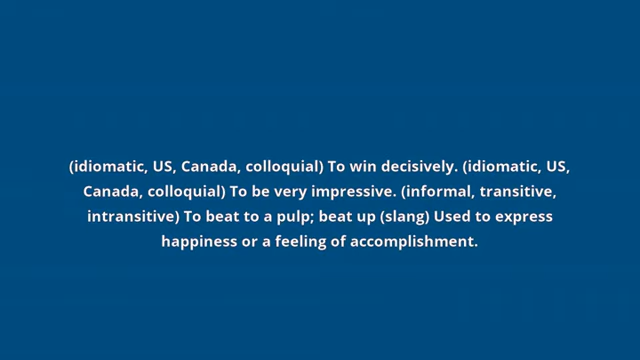 (idiomatic, US, Canada, colloquial) To win decisively. (idiomatic, US,
Canada, colloquial) To be very impressive. (informal, transitive,
intransitive) To beat to a pulp; beat up (slang) Used to express
happiness or a feeling of accomplishment.